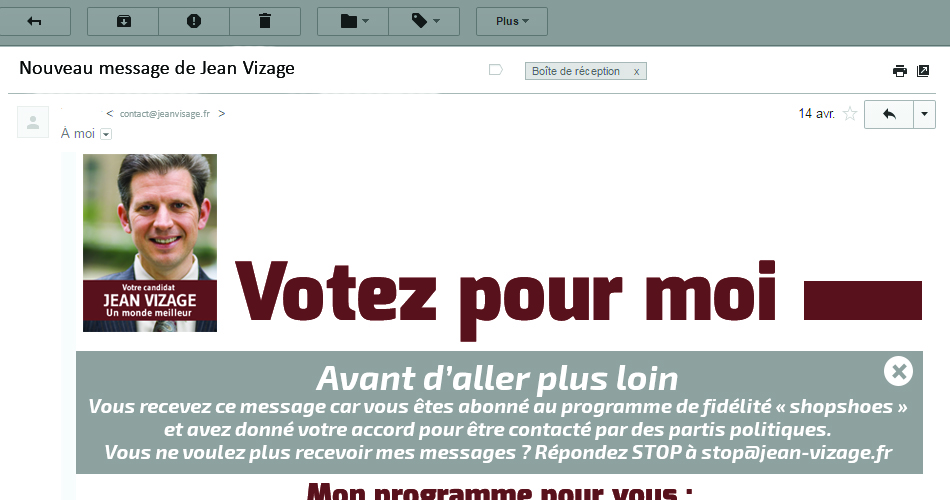 Plus
Nouveau message de Jean Vizage
Boîte de réception x
< contact@jeanvisage.fr >
14 avr.
À moi
Votre candidat
JEAN VIZAGE
Un monde meilleur
Votez pour moi
Avant d’aller plus loin
Vous recevez ce message car vous êtes abonné au programme de fidélité « shopshoes »
et avez donné votre accord pour être contacté par des partis politiques.
Vous ne voulez plus recevoir mes messages ? Répondez STOP à stop@jean-vizage.fr
Mon programme pour vous :